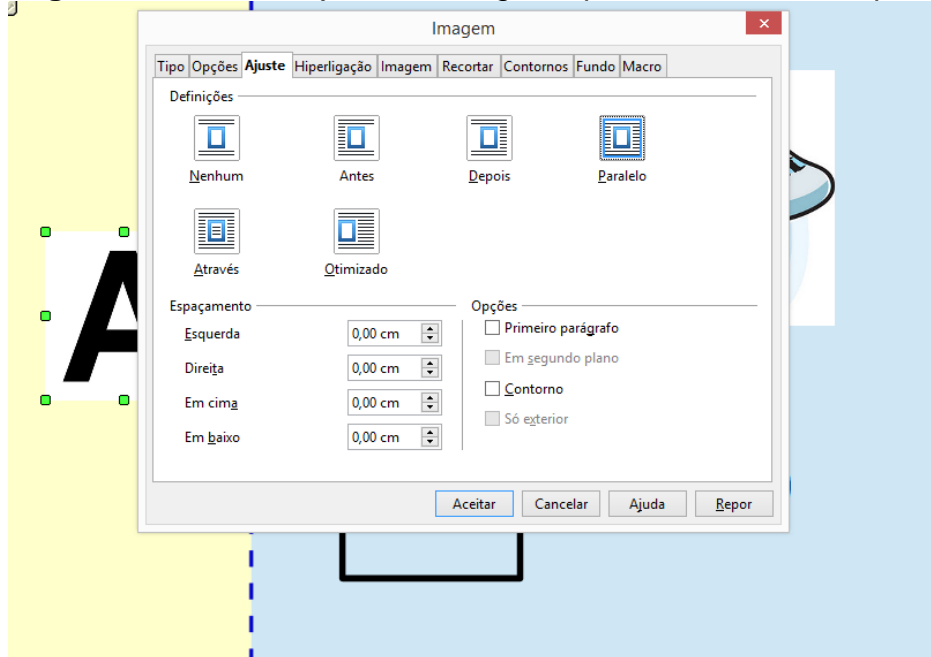 Imagem
Tipo Opções Ajuste Hiperligação Imagem Recortar Contornos Fundo Macro
Definições
Nenhum Antes Depois Paralelo
Através Otimizado
Espaçamento Opções
Esquerda 0,00 cm Primeiro parágrafo
Direita 0,00 cm Em segundo plano
Em cima 0,00 cm Contorno
Em baixo 0,00 cm Só exterior
A
Aceitar Cancelar Ajuda Repor